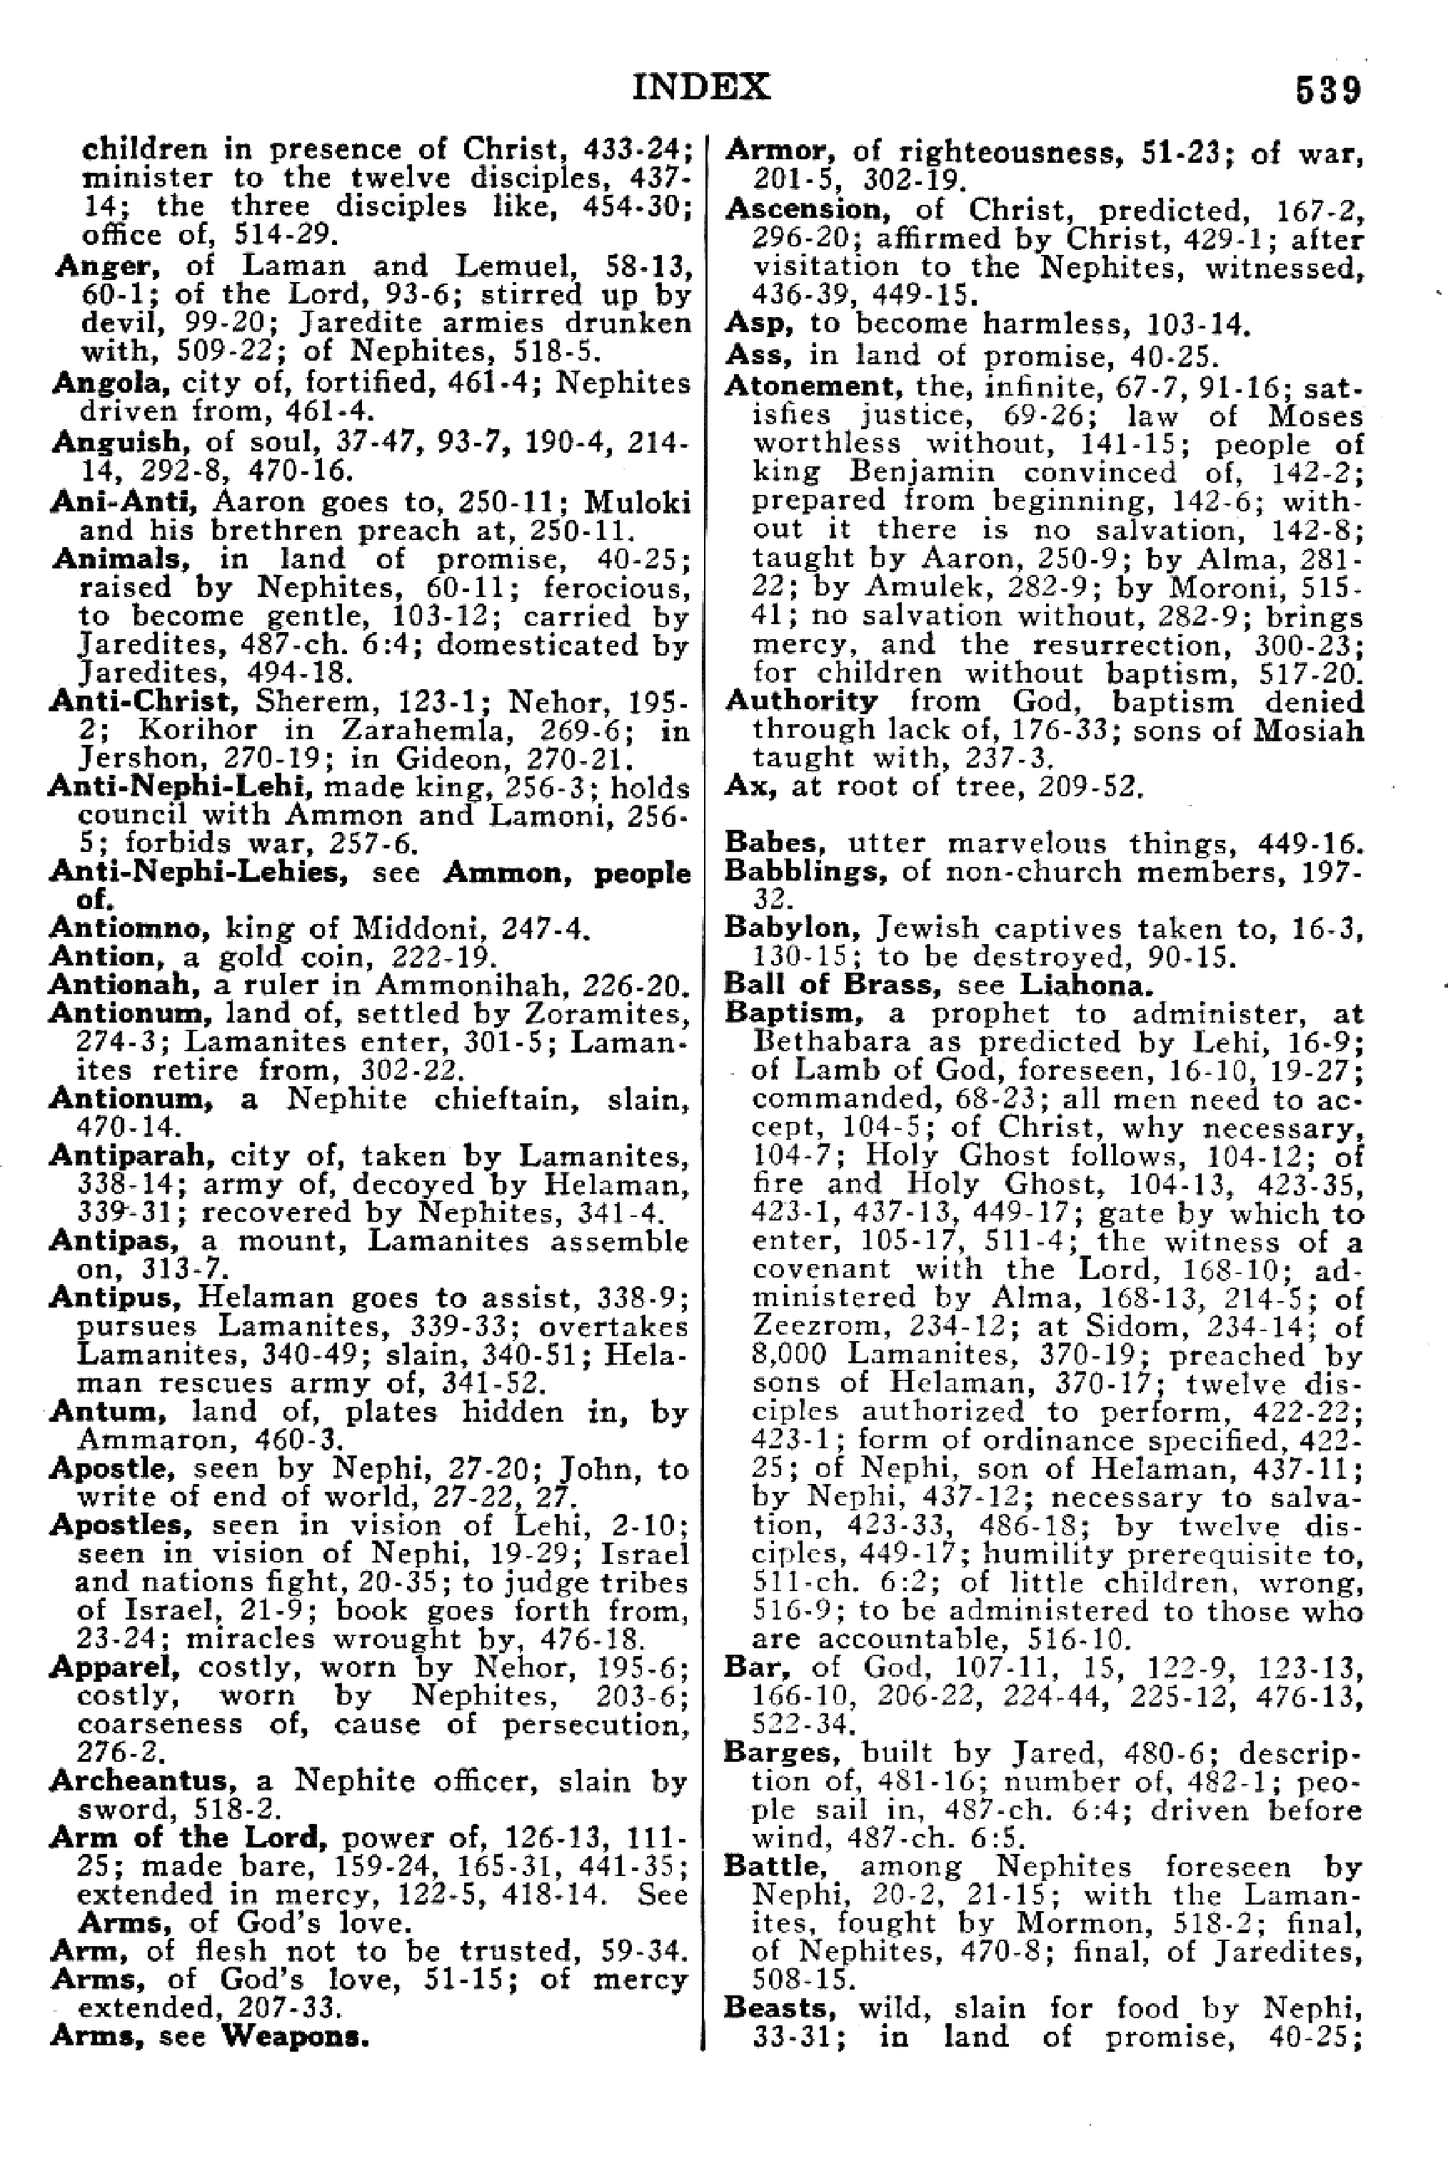 INDEX
539
children in presence of Christ, 433-24;
minister to the twelve disciples, 437-
14; the three disciples like, 454-30;
office of, 514-29.
Anger, of Laman and Lemuel, 58-13,
60-1; of the Lord, 93-6; stirred up by
devil, 99-20; Jaredite armies drunken
with, 509-22; of Nephites, 518-5.
Angola, city of, fortified, 461-4; Nephites
driven from, 461-4.
Anguish, of soul, 37-47, 93-7, 190-4, 214-
14, 292-8, 470-16.
Ani-Anti, Aaron goes to, 250-11; Muloki
and his brethren preach at, 250-11.
Animals, in land of promise, 40-25;
raised by Nephites, 60-11; ferocious,
to become gentle, 103-12; carried by
Jaredites, 487-ch. 6:4; domesticated by
Jaredites, 494-18.
Anti-Christ, Sherem, 123-1; Nehor, 195-
2; Korihor in Zarahemla, 269-6; in
Jershon, 270-19; in Gideon, 270-21.
Anti-Nephi-Lehi, made king, 256-3; holds
council with Ammon and Lamoni, 256-
5; forbids war, 257-6.
Anti-Nephi-Lehies, see Ammon, people
of.
Antiomno, king of Middoni, 247-4.
Antion, a gold coin, 222-19.
Antionah, a ruler in Ammonihah, 226-20.
Antionum, land of, settled by Zoramites,
274-3; Lamanites enter, 301-5; Laman-
ites retire from, 302-22.
Antionum, a Nephite chieftain, slain,
470-14.
Antiparah, city of, taken by Lamanites,
338-14; army of, decoyed by Helaman,
339-31; recovered by Nephites, 341-4.
Antipas, a mount, Lamanites assemble
on, 313-7.
Antipus, Helaman goes to assist, 338-9;
pursues Lamanites, 339-33; overtakes
Lamanites, 340-49; slain, 340-51; Hela-
man rescues army of, 341-52.
Antum, land of, plates hidden in, by
Ammaron, 460-3.
Apostle, seen by Nephi, 27-20; John, to
write of end of world, 27-22, 27.
Apostles, seen in vision of Lehi, 2-10;
seen in vision of Nephi, 19-29; Israel
and nations fight, 20-35; to judge tribes
of Israel, 21-9; book goes forth from,
23-24; miracles wrought by, 476-18.
Apparel, costly, worn by Nehor, 195-6;
costly, worn by Nephites, 203-6;
coarseness of, cause of persecution,
276-2.
Archeantus, a Nephite officer, slain by
sword, 518-2.
Arm of the Lord, power of, 126-13, 111-
25; made bare, 159-24, 165-31, 441-35;
extended in mercy, 122-5, 418-14. See
Arms, of God's love.
Arm, of flesh not to be trusted, 59-34.
Arms, of God's love, 51-15; of mercy
extended, 207-33.
Arms, see Weapons.
Armor, of righteousness, 51-23; of war,
201-5, 302-19.
Ascension, of Christ, predicted, 167-2,
296-20; affirmed by Christ, 429-1; after
visitation to the Nephites, witnessed,
436-39, 449-15.
Asp, to become harmless, 103-14.
Ass, in land of promise, 40-25.
Atonement, the, infinite, 67-7, 91-16; sat-
isfies justice, 69-26; law of Moses
worthless without, 141-15; people of
king Benjamin convinced of, 142-2;
prepared from beginning, 142-6; with-
out it there is no salvation, 142-8;
taught by Aaron, 250-9; by Alma, 281-
22; by Amulek, 282-9; by Moroni, 515-
41; no salvation without, 282-9; brings
mercy, and the resurrection, 300-23;
for children without baptism, 517-20.
Authority from God, baptism denied
through lack of, 176-33; sons of Mosiah
taught with, 237-3.
Ax, at root of tree, 209-52.
Babes, utter marvelous things, 449-16.
Babblings, of non-church members, 197-
32.
Babylon, Jewish captives taken to, 16-3,
130-15; to be destroyed, 90-15.
Ball of Brass, see Liahona.
Baptism, a prophet to administer, at
Bethabara as predicted by Lehi, 16-9;
of Lamb of God, foreseen, 16-10, 19-27;
commanded, 68-23; all men need to ac-
cept, 104-5; of Christ, why necessary,
104-7; Holy Ghost follows, 104-12; of
fire and Holy Ghost, 104-13, 423-35,
423-1, 437-13, 449-17; gate by which to
enter, 105-17, 511-4; the witness of a
covenant with the Lord, 168-10; ad-
ministered by Alma, 168-13, 214-5; of
Zeezrom, 234-12; at Sidom, 234-14; of
8,000 Lamanites, 370-19; preached by
sons of Helaman, 370-17; twelve dis-
ciples authorized to perform, 422-22;
423-1; form of ordinance specified, 422-
25; of Nephi, son of Helaman, 437-11;
by Nephi, 437-12; necessary to salva-
tion, 423-33, 486-18; by twelve dis-
ciples, 449-17; humility prerequisite to,
511-ch. 6:2; of little children, wrong,
516-9; to be administered to those who
are accountable, 516-10.
Bar, of God, 107-11, 15, 122-9, 123-13,
166-10, 206-22, 224-44, 225-12, 476-13,
522-34.
Barges, built by Jared, 480-6; descrip-
tion of, 481-16; number of, 482-1; peo-
ple sail in, 487-ch. 6:4; driven before
wind, 487-ch. 6:5.
Battle, among Nephites foreseen by
Nephi, 20-2, 21-15; with the Laman-
ites, fought by Mormon, 518-2; final,
of Nephites, 470-8; final, of Jaredites,
508-15.
Beasts, wild, slain for food by Nephi,
33-31; in land of promise, 40-25;